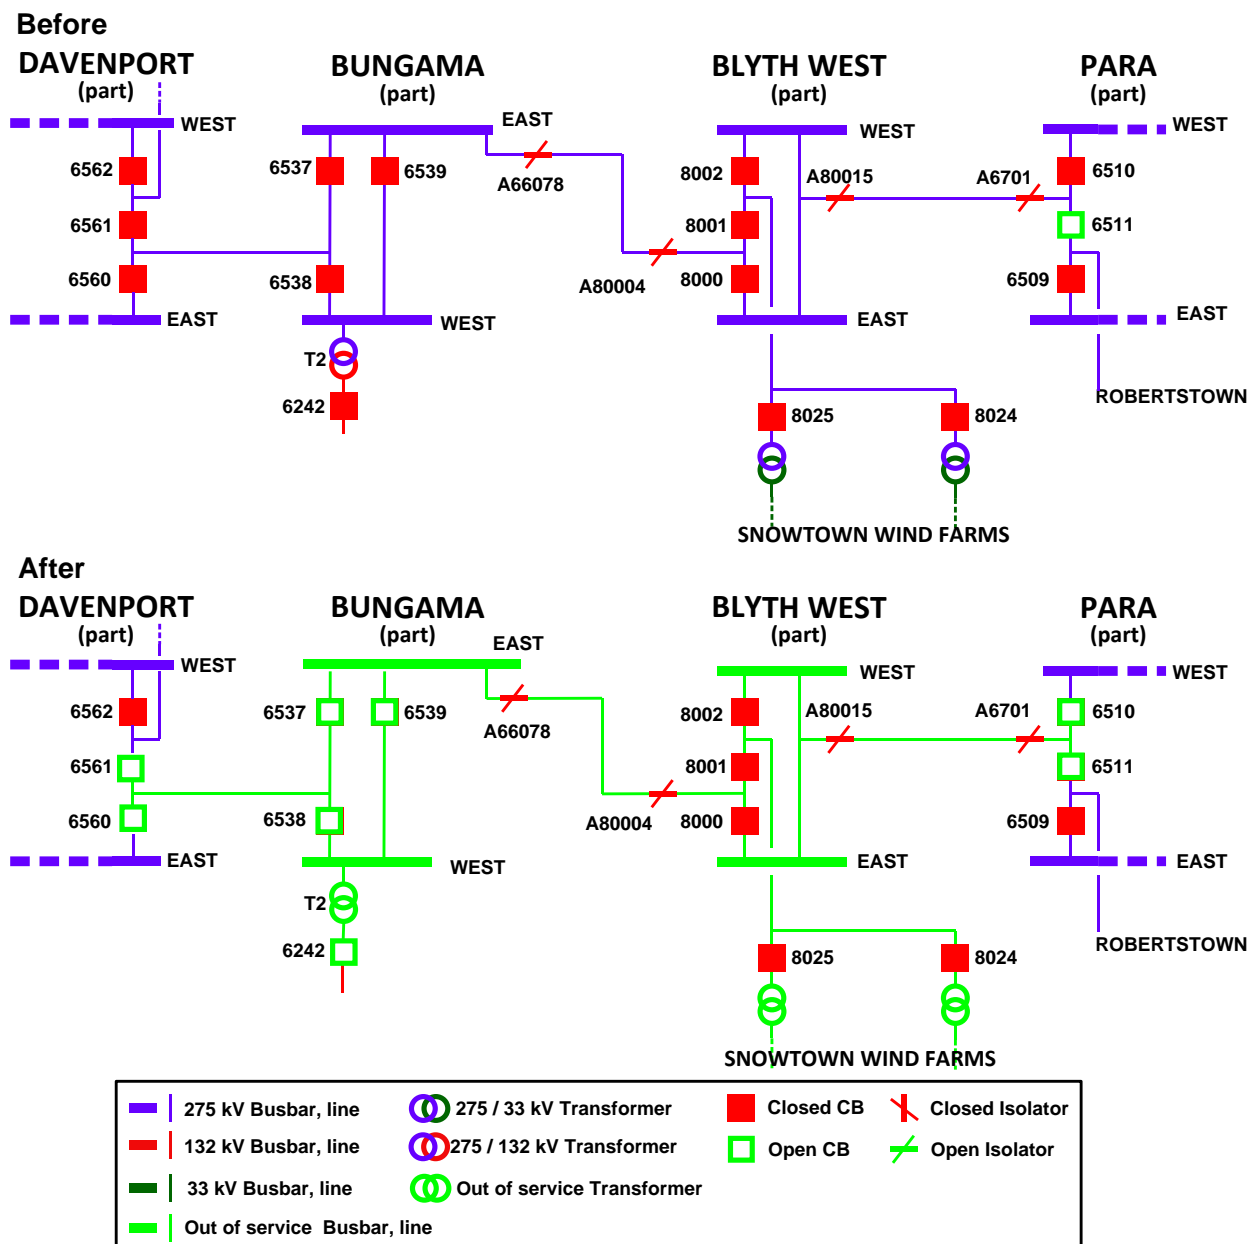 Before
DAVENPORT
(part)
BUNGAMA
(part)
BLYTH WEST
(part)
PARA
(part)
WEST
EAST
WEST
WEST
6562
6537
6539
A66078
8002
A80015
A6701
6510
6561
8001
6511
6560
6538
A80004
8000
6509
EAST
WEST
EAST
EAST
T2
6242
ROBERTSTOWN
8025
8024
SNOWTOWN WIND FARMS
After
DAVENPORT
(part)
BUNGAMA
(part)
BLYTH WEST
(part)
PARA
(part)
WEST
EAST
WEST
WEST
6562
6537
6539
A66078
8002
A80015
A6701
6510
6561
8001
6511
6560
6538
A80004
8000
6509
EAST
WEST
EAST
EAST
T2
6242
ROBERTSTOWN
8025
8024
SNOWTOWN WIND FARMS
275 kV Busbar, line
275 / 33 kV Transformer
Closed CB
Closed Isolator
132 kV Busbar, line
275 / 132 kV Transformer
Open CB
Open Isolator
33 kV Busbar, line
Out of service Transformer
Out of service Busbar, line